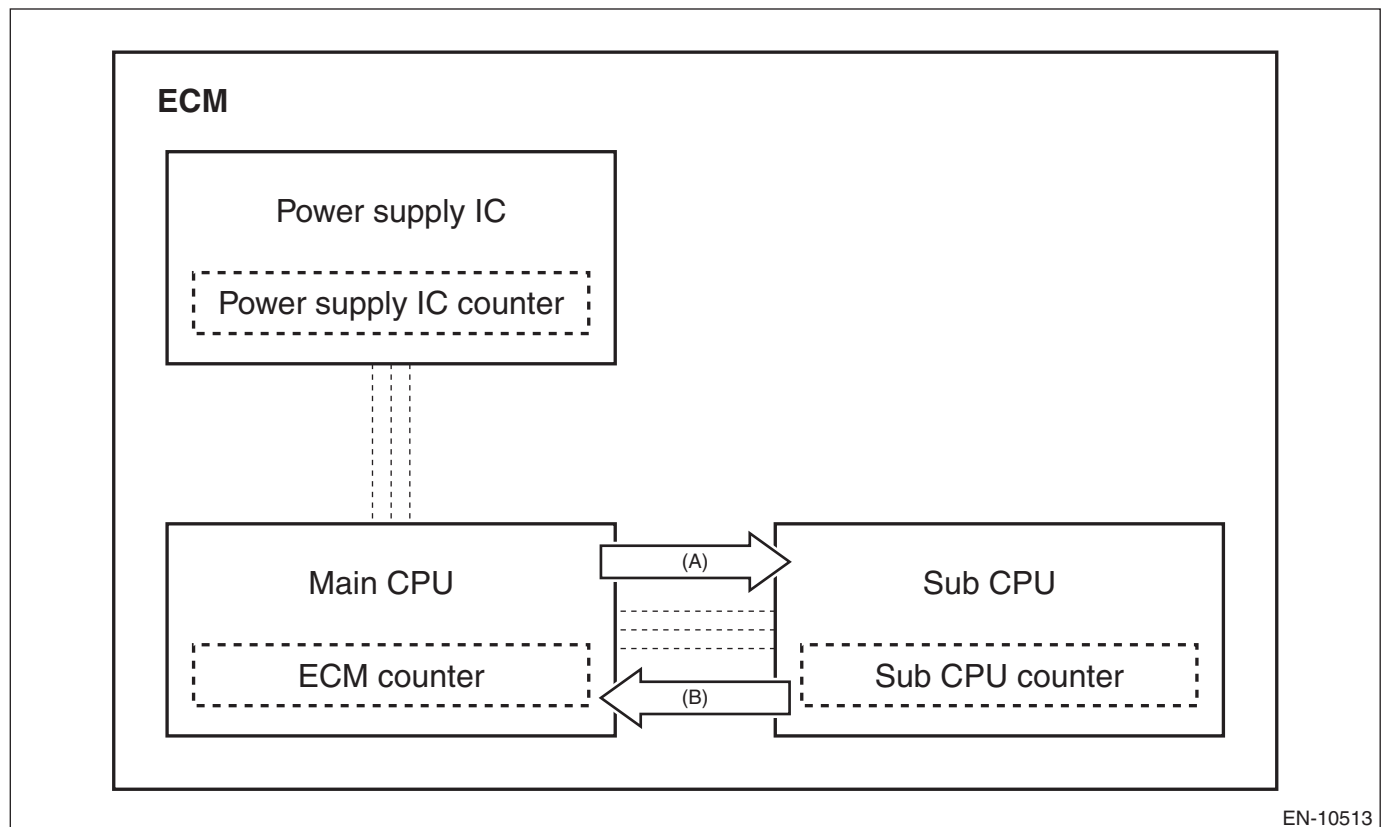 ECM
Power supply IC
Power supply IC counter
Main CPU
ECM counter
(A)
(B)
Sub CPU
Sub CPU counter
EN-10513